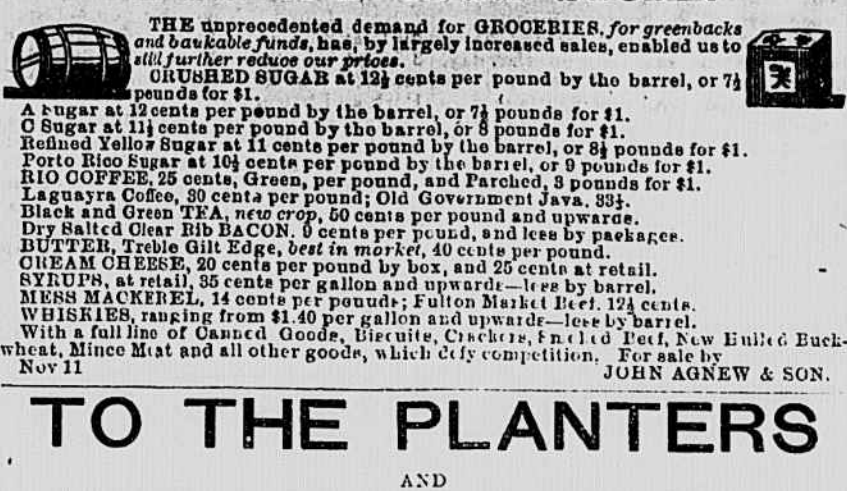 THE unprecedented demand for GROCERIES, for greenbacks
and bankable funds, has, by largely increased sales, enabled us to
still further reduce our prices.
CRUSHED SUGAR at 12½ cents per pound by the barrel, or 7½
pounds for $1.
A Sugar at 12 cents per pound by the barrel, or 7½ pounds for $1.
C Sugar at 11½ cents per pound by the barrel, or 8 pounds for $1.
Refined Yellow Sugar at 11 cents per pound by the barrel, or 8½ pounds for $1.
Porto Rico Sugar at 10½ cents per pound by the barrel, or 9 pounds for $1.
RIO COFFEE, 25 cents, Green, per pound, and Parched, 3 pounds for $1.
Laguayra Coffee, 30 cents per pound; Old Government Java, 33½.
Black and Green TEA, new crop, 50 cents per pound and upwards.
Dry Salted Clear Rib BACON. 9 cents per pound, and less by packages.
BUTTER, Treble Gilt Edge, best in market, 40 cents per pound.
CREAM CHEESE, 20 cents per pound by box, and 25 cents at retail.
SYRUPS, at retail, 35 cents per gallon and upwards—less by barrel.
MESS MACKEREL, 14 cents per pounds; Fulton Market Beef. 12½ cents.
WHISKIES, ranging from $1.40 per gallon and upwards—less by barrel.
With a full line of Canned Goods, Biscuits, Crackers, Smoked Beef, New Hulled Buck-
wheat, Mince Meat and all other goods, which defy competition. For sale by
Nov 11 JOHN AGNEW & SON.
TO THE PLANTERS
AND